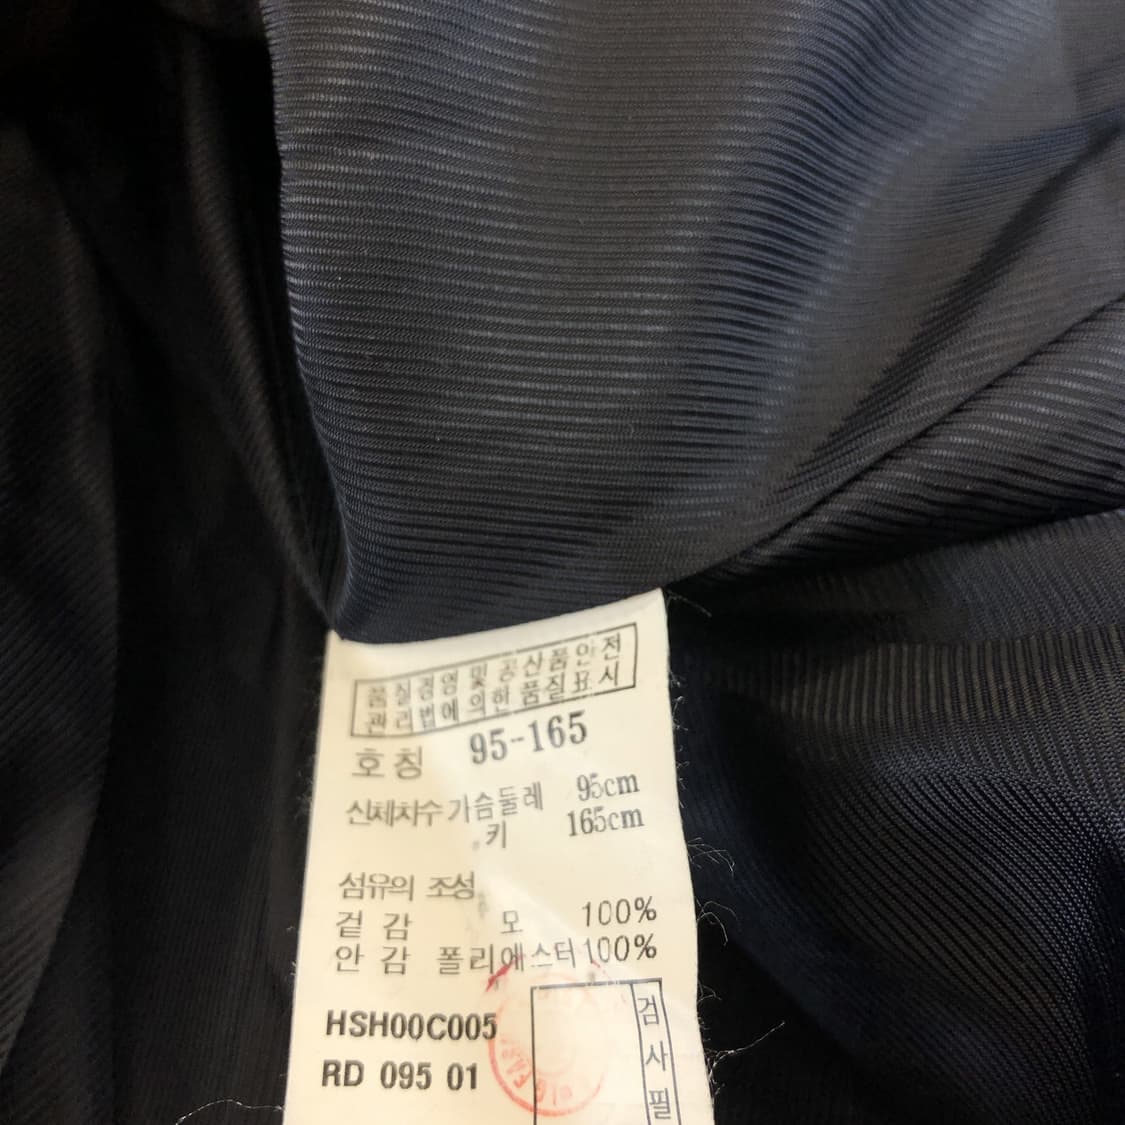 품질경영 및 공산품안전
관리법에 의한 품질표시
호칭 95-165
신체치수 가슴둘레 95cm
키 165cm
섬유의 조성
겉감 모 100%
안감 폴리에스터 100%
HSH00C005
RD 095 01
검사필